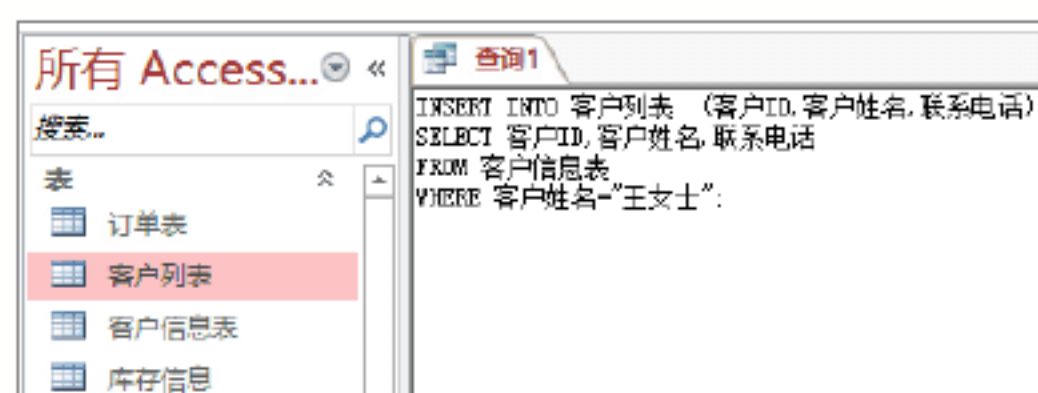 所有 Access...
«
查询1
搜索...
表
订单表
客户列表
客户信息表
库存信息
INSERT INTO 客户列表 (客户ID,客户姓名,联系电话)
SELECT 客户ID,客户姓名,联系电话
FROM 客户信息表
WHERE 客户姓名="王女士";